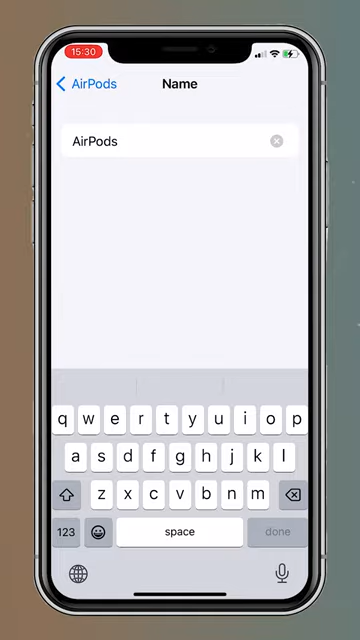 15:30
AirPods Name
AirPods
q w e r t y u i o p
a s d f g h j k l
z x c v b n m
123 space done